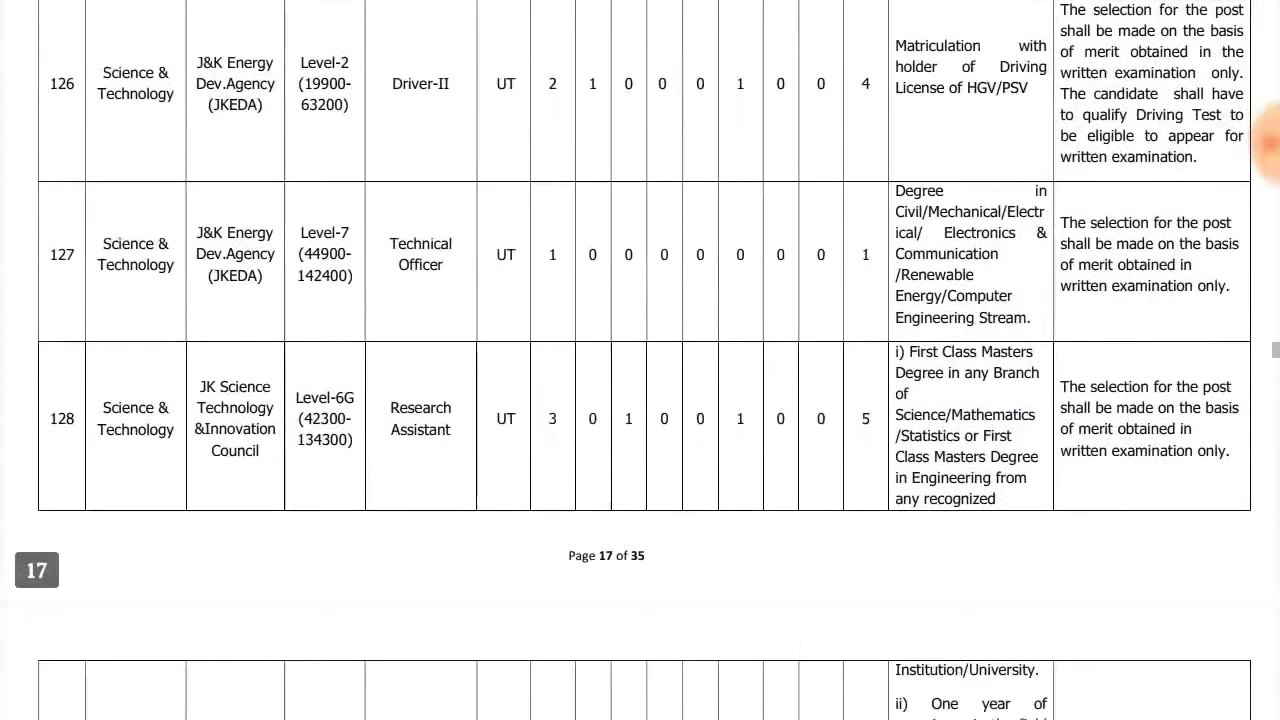 126
Science &
Technology
J&K Energy
Dev.Agency
(JKEDA)
Level-2
(19900-
63200)
Driver-II
UT
2
1
0
0
0
1
0
0
4
Matriculation with
holder of Driving
License of HGV/PSV
The selection for the post
shall be made on the basis
of merit obtained in the
written examination only.
The candidate shall have
to qualify Driving Test to
be eligible to appear for
written examination.
127
Science &
Technology
J&K Energy
Dev.Agency
(JKEDA)
Level-7
(44900-
142400)
Technical
Officer
UT
1
0
0
0
0
0
0
0
1
Degree in
Civil/Mechanical/Electr
ical/ Electronics &
Communication
/Renewable
Energy/Computer
Engineering Stream.
The selection for the post
shall be made on the basis
of merit obtained in
written examination only.
128
Science &
Technology
JK Science
Technology
&Innovation
Council
Level-6G
(42300-
134300)
Research
Assistant
UT
3
0
1
0
0
1
0
0
5
i) First Class Masters
Degree in any Branch
of
Science/Mathematics
/Statistics or First
Class Masters Degree
in Engineering from
any recognized
The selection for the post
shall be made on the basis
of merit obtained in
written examination only.
Page 17 of 35
17
Institution/University.
ii) One year of